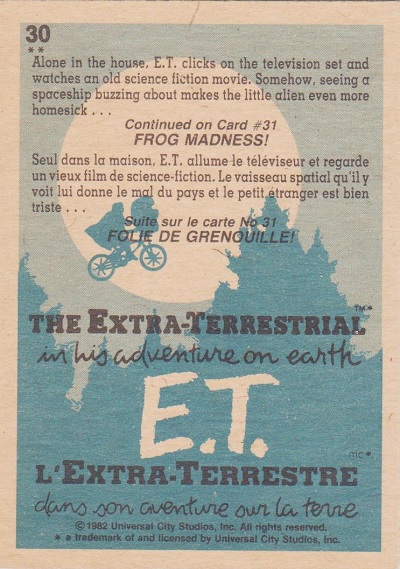 30
**
Alone in the house, E.T. clicks on the television set and
watches an old science fiction movie. Somehow, seeing a
spaceship buzzing about makes the little alien even more
homesick . . .
Continued on Card #31
FROG MADNESS!
Seul dans la maison, E.T. allume le téléviseur et regarde
un vieux film de science-fiction. Le vaisseau spatial qu'il y
voit lui donne le mal du pays et le petit étranger est bien
triste . . .
Suite sur le carte No 31
FOLIE DE GRENOUILLE!
THE EXTRA-TERRESTRIAL™*
in his adventure on earth
E.T.
mc*
L'EXTRA-TERRESTRE
dans son aventure sur la terre
©1982 Universal City Studios, Inc. All rights reserved.
* a trademark of and licensed by Universal City Studios, Inc.